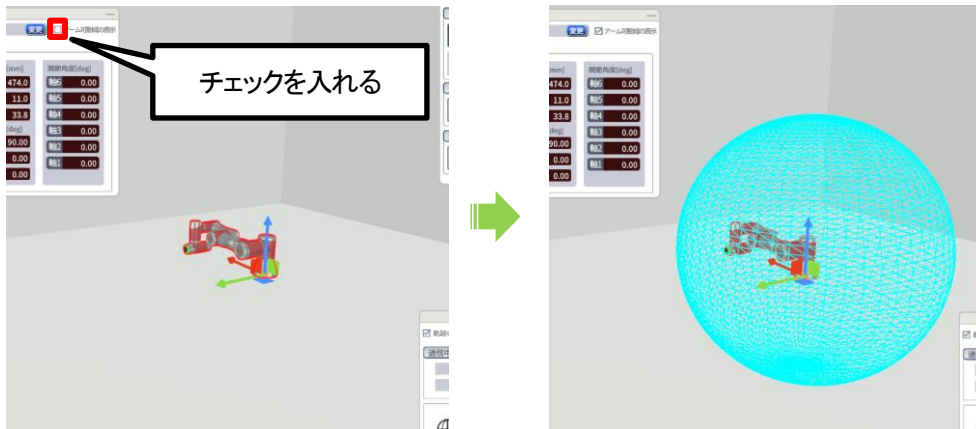 変更 アーム可動域の表示
チェックを入れる
[mm] 関節角度[deg]
474.0 軸6 0.00
11.0 軸5 0.00
33.8 軸4 0.00
[deg] 軸3 0.00
90.00 軸2 0.00
0.00 軸1 0.00
0.00
通信中
変更 アーム可動域の表示
[mm] 関節角度[deg]
474.0 軸6 0.00
11.0 軸5 0.00
33.8 軸4 0.00
[deg] 軸3 0.00
90.00 軸2 0.00
0.00 軸1 0.00
0.00